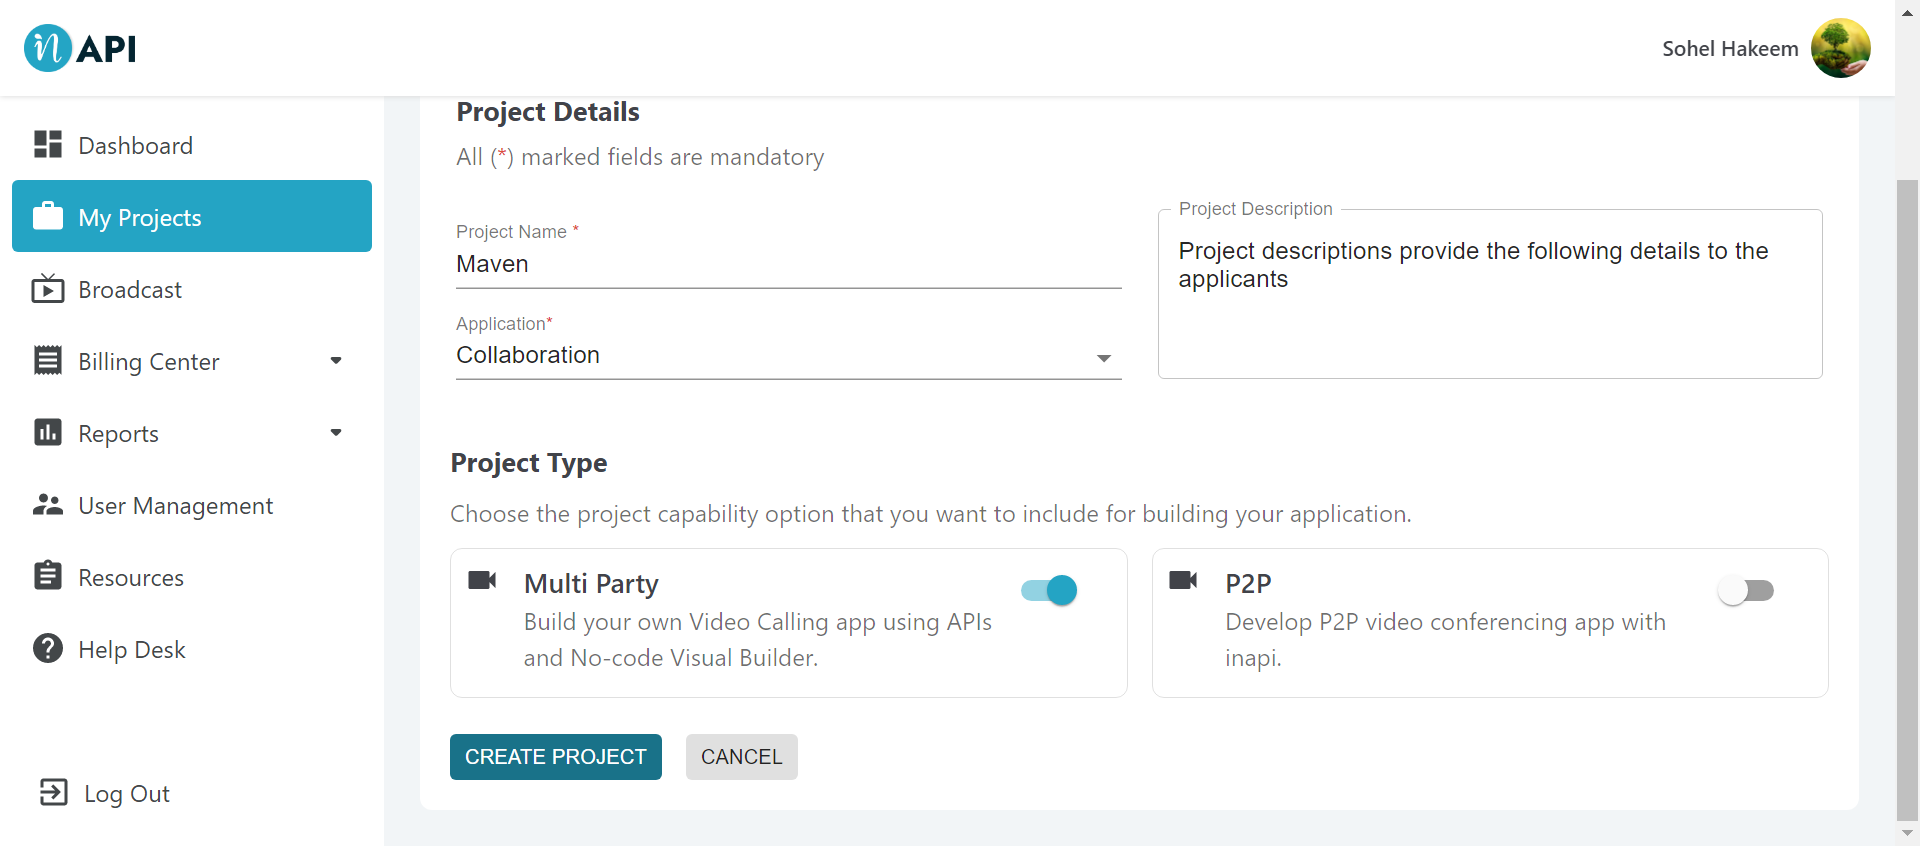 in API
Sohel Hakeem
Dashboard
My Projects
Broadcast
Billing Center
Reports
User Management
Resources
Help Desk
Log Out
Project Details
All (*) marked fields are mandatory
Project Name *
Maven
Application*
Collaboration
Project Description
Project descriptions provide the following details to the
applicants
Project Type
Choose the project capability option that you want to include for building your application.
Multi Party
Build your own Video Calling app using APIs
and No-code Visual Builder.
P2P
Develop P2P video conferencing app with
inapi.
CREATE PROJECT
CANCEL